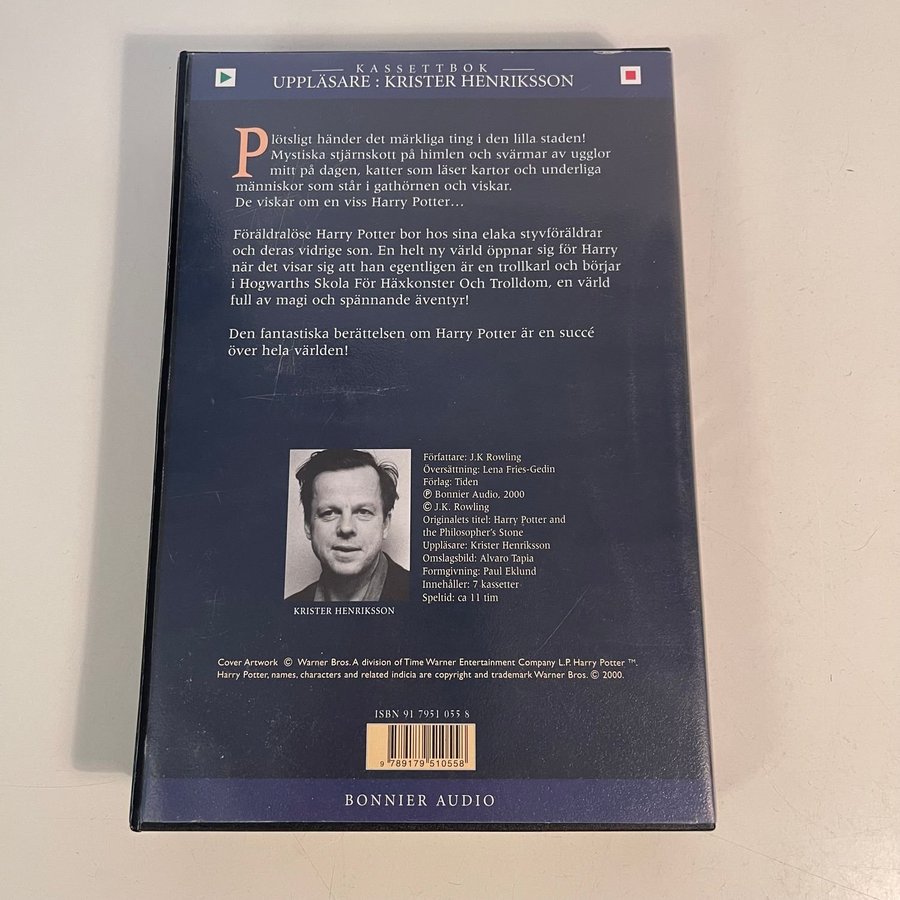 KASSETTBOK
UPPLÄSARE : KRISTER HENRIKSSON
Plötsligt händer det märkliga ting i den lilla staden!
Mystiska stjärnskott på himlen och svärmar av ugglor
mitt på dagen, katter som läser kartor och underliga
människor som står i gathörnen och viskar.
De viskar om en viss Harry Potter…
Föräldralöse Harry Potter bor hos sina elaka styvföräldrar
och deras vidrige son. En helt ny värld öppnar sig för Harry
när det visar sig att han egentligen är en trollkarl och börjar
i Hogwarths Skola För Häxkonster Och Trolldom, en värld
full av magi och spännande äventyr!
Den fantastiska berättelsen om Harry Potter är en succé
över hela världen!
Författare: J.K Rowling
Översättning: Lena Fries-Gedin
Förlag: Tiden
℗ Bonnier Audio, 2000
© J.K. Rowling
Originalets titel: Harry Potter and
the Philosopher's Stone
Uppläsare: Krister Henriksson
Omslagsbild: Alvaro Tapia
Formgivning: Paul Eklund
Innehåller: 7 kassetter
Speltid: ca 11 tim
KRISTER HENRIKSSON
Cover Artwork © Warner Bros. A division of Time Warner Entertainment Company L.P. Harry Potter ™.
Harry Potter, names, characters and related indicia are copyright and trademark Warner Bros. © 2000.
ISBN 91 7951 055 8
9 789179 510558
BONNIER AUDIO